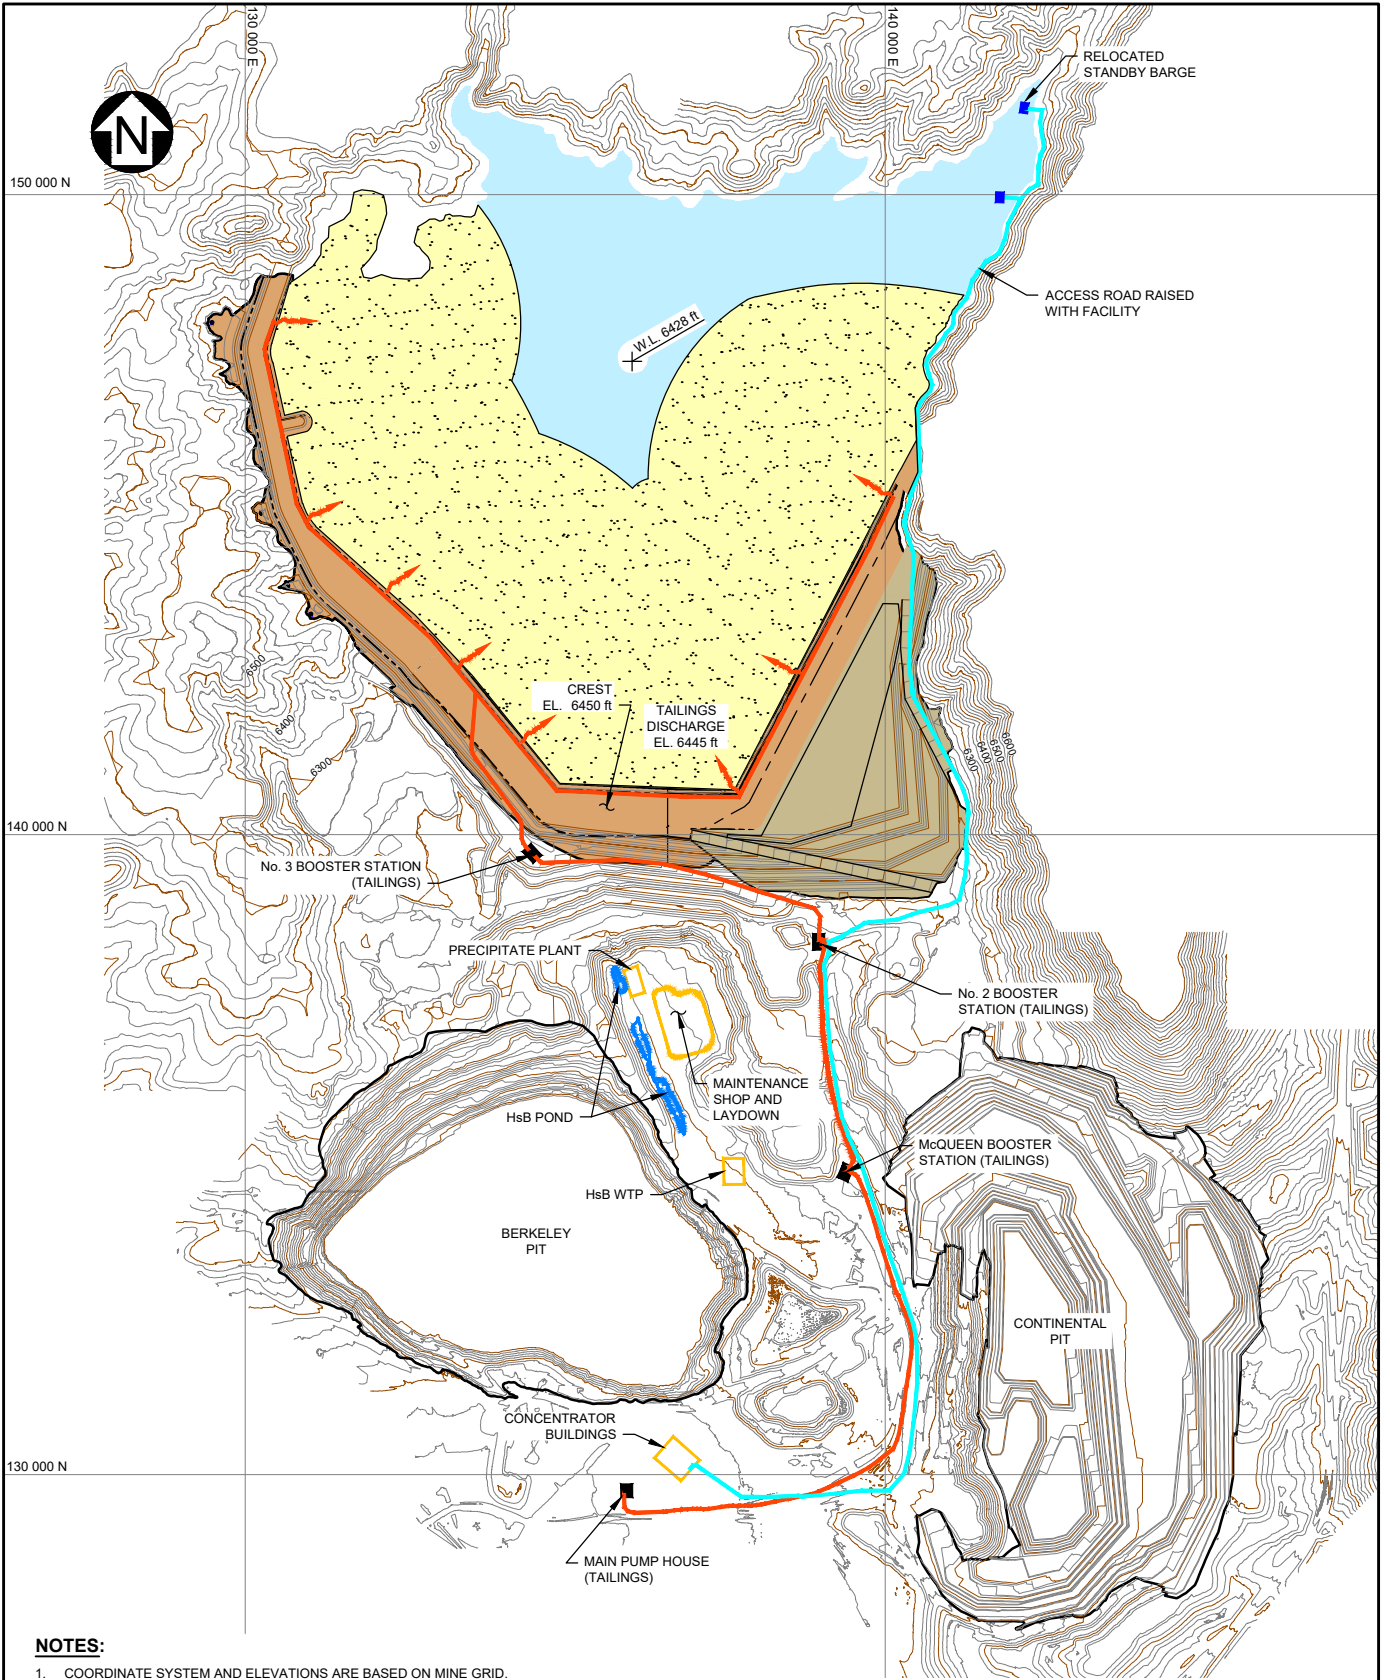 130 000 E
140 000 E
RELOCATED
STANDBY BARGE
N
150 000 N
ACCESS ROAD RAISED
WITH FACILITY
W.L. 6428 ft
6500
6400
6300
CREST
EL. 6450 ft
TAILINGS
DISCHARGE
EL. 6445 ft
6600
6500
6400
6300
140 000 N
No. 3 BOOSTER STATION
(TAILINGS)
PRECIPITATE PLANT
No. 2 BOOSTER
STATION (TAILINGS)
MAINTENANCE
SHOP AND
LAYDOWN
HsB POND
McQUEEN BOOSTER
STATION (TAILINGS)
HsB WTP
BERKELEY
PIT
CONTINENTAL
PIT
CONCENTRATOR
BUILDINGS
130 000 N
MAIN PUMP HOUSE
(TAILINGS)
NOTES:
1. COORDINATE SYSTEM AND ELEVATIONS ARE BASED ON MINE GRID.